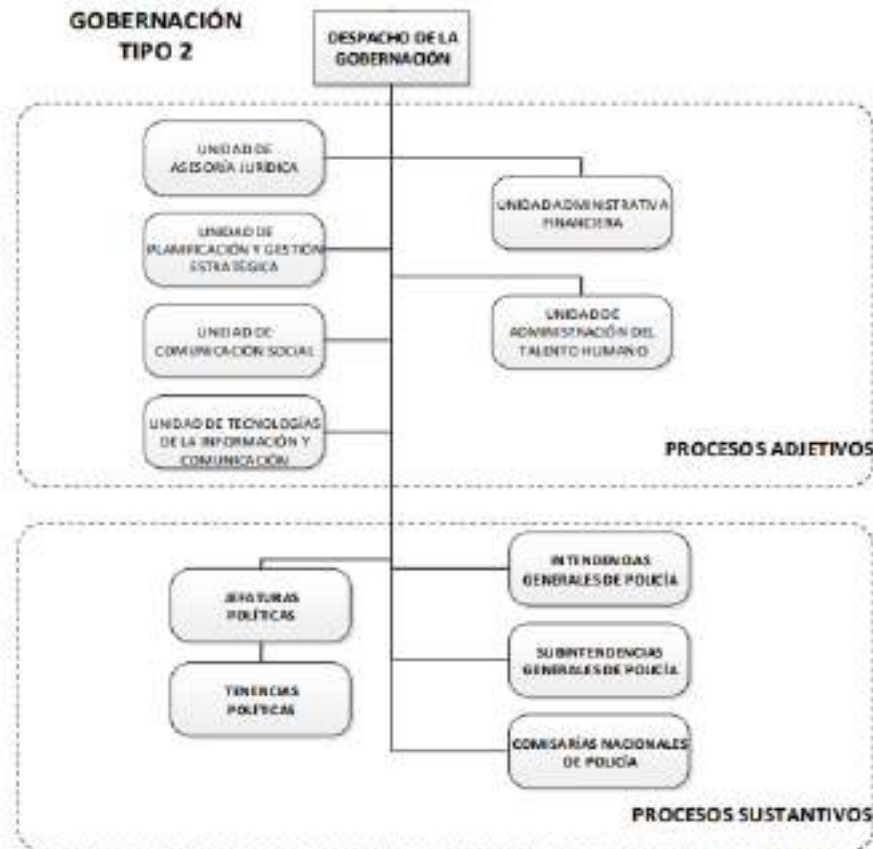 GOBERNACIÓN
TIPO 2
DESPACHO DE LA
GOBERNACIÓN
UNIDAD DE
ASESORÍA JURÍDICA
UNIDAD ADMINISTRATIVA
FINANCIERA
UNIDAD DE
PLANIFICACIÓN Y GESTIÓN
ESTRATÉGICA
UNIDAD DE
ADMINISTRACIÓN DEL
TALENTO HUMANO
UNIDAD DE
COMUNICACIÓN SOCIAL
UNIDAD DE TECNOLOGÍAS
DE LA INFORMACIÓN Y
COMUNICACIÓN
PROCESOS ADJETIVOS
JEFATURAS
POLÍTICAS
INTENDENCIAS
GENERALES DE POLICÍA
TENENCIAS
POLÍTICAS
SUBINTENDENCIAS
GENERALES DE POLICÍA
COMISARÍAS NACIONALES
DE POLICÍA
PROCESOS SUSTANTIVOS